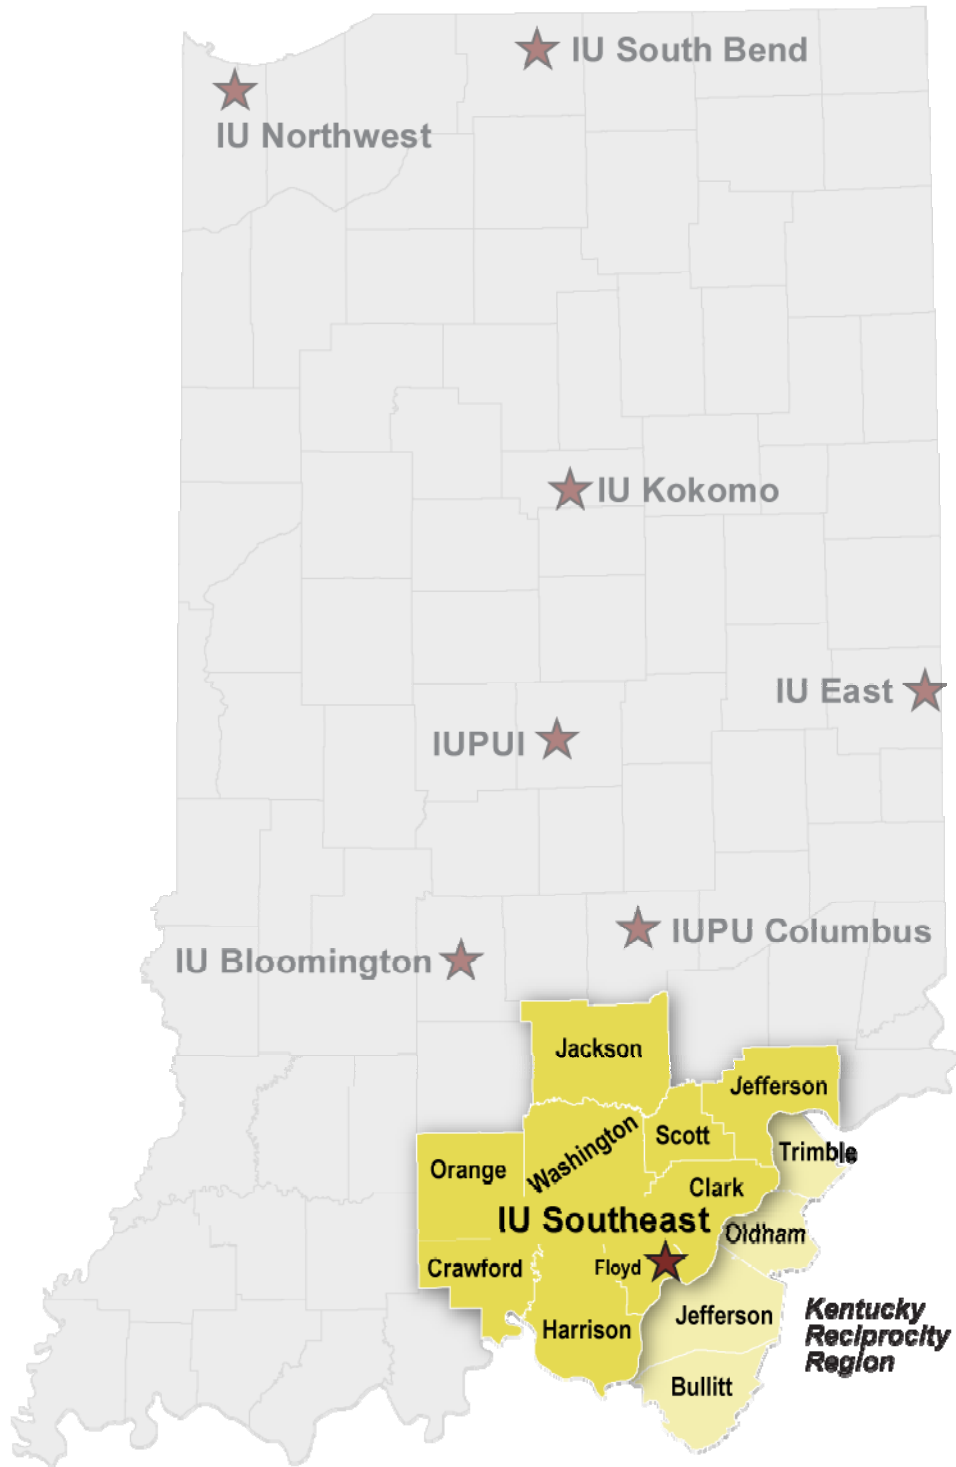 IU South Bend
IU Northwest
IU Kokomo
IU East
IUPUI
IUPU Columbus
IU Bloomington
Jackson
Jefferson
Washington
Scott
Trimble
Orange
Clark
IU Southeast
Oldham
Crawford
Floyd
Jefferson
Harrison
Bullitt
Kentucky
Reciprocity
Region